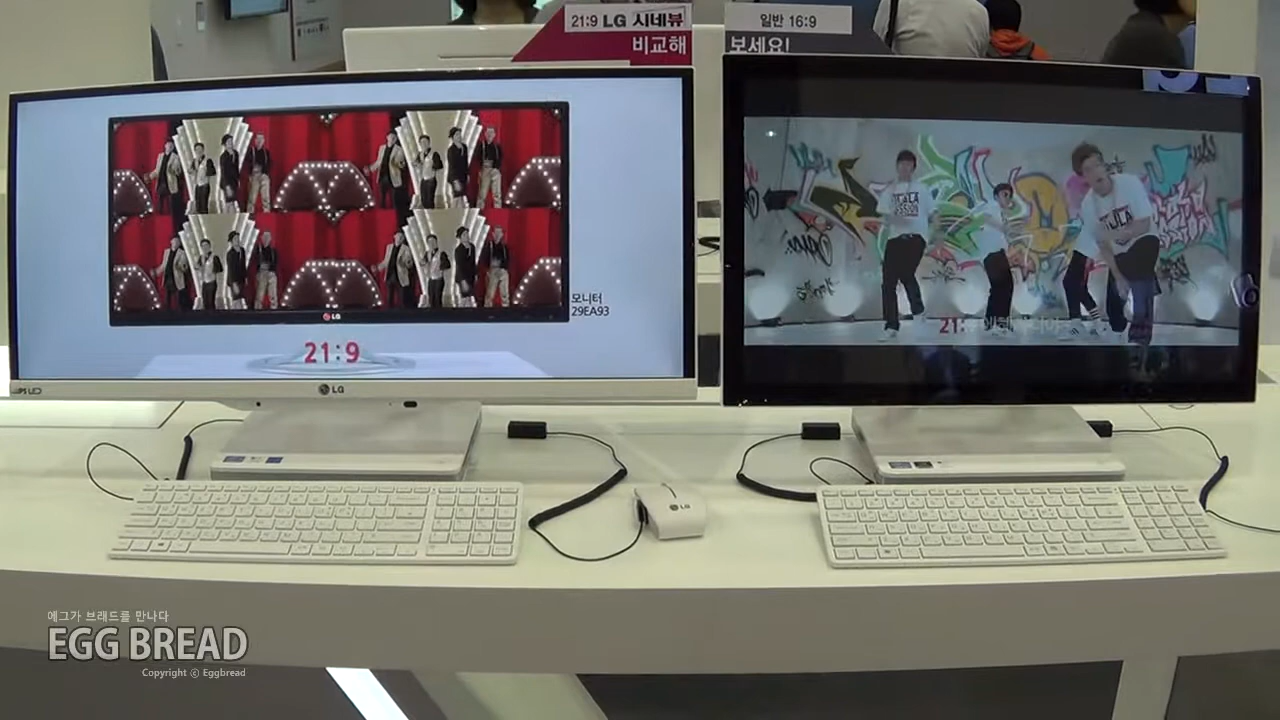 21:9 LG 시네뷰
비교해
일반 16:9
보세요!
모니터
29EA93
LG
21:9
LG
21:
LG
에그가 브래드를 만나다
EGG BREAD
Copyright ⓒ Eggbread